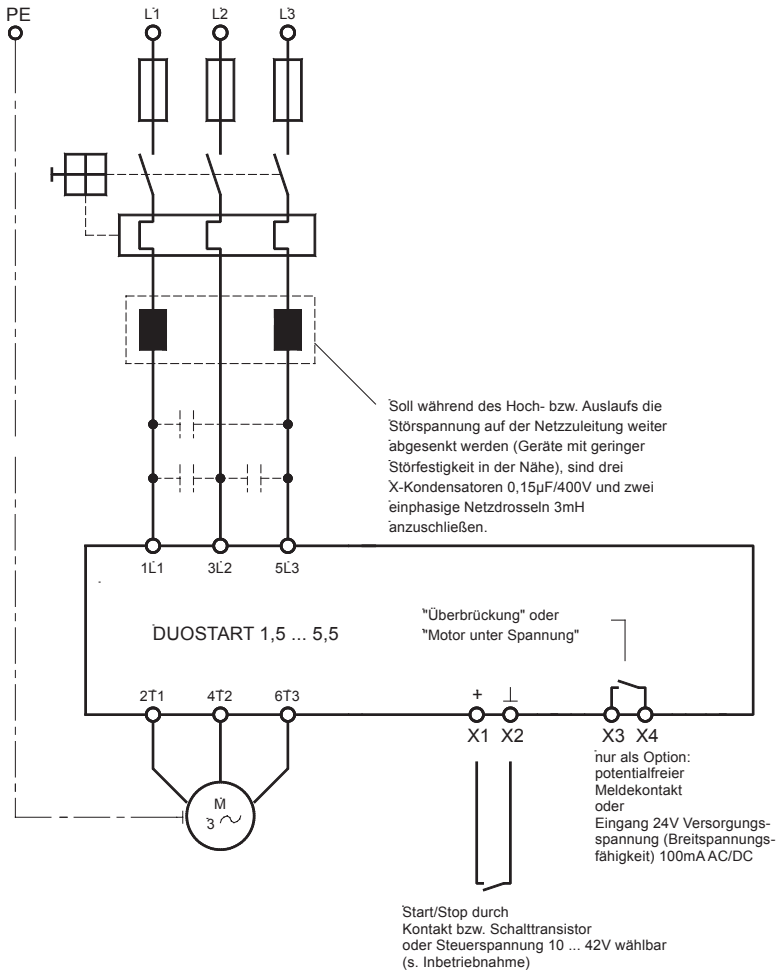 PE
L1 L2 L3
Soll während des Hoch- bzw. Auslaufs die
Störspannung auf der Netzzuleitung weiter
abgesenkt werden (Geräte mit geringer
Störfestigkeit in der Nähe), sind drei
X-Kondensatoren 0,15µF/400V und zwei
einphasige Netzdrosseln 3mH
anzuschließen.
1L1 3L2 5L3
DUOSTART 1,5 ... 5,5
"Überbrückung" oder
"Motor unter Spannung"
2T1 4T2 6T3
+ ⊥
X1 X2 X3 X4
nur als Option:
potentialfreier
Meldekontakt
oder
Eingang 24V Versorgungs-
spannung (Breitspannungs-
fähigkeit) 100mA AC/DC
M
3 ~
Start/Stop durch
Kontakt bzw. Schalttransistor
oder Steuerspannung 10 ... 42V wählbar
(s. Inbetriebnahme)